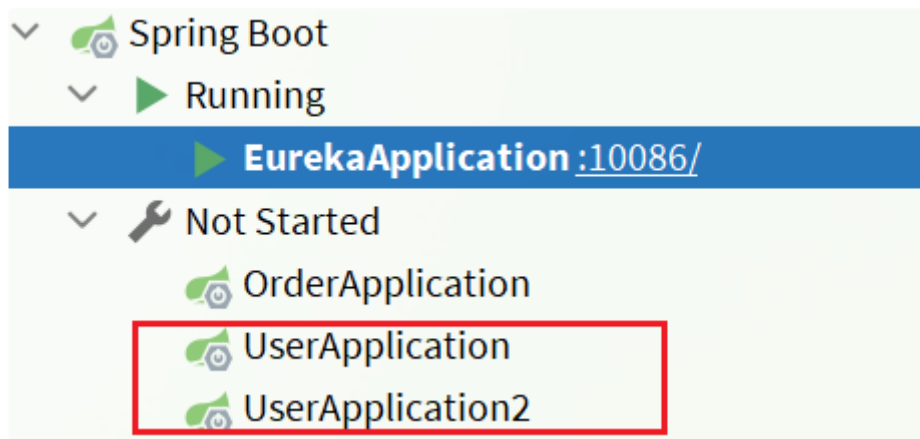 Spring Boot
Running
EurekaApplication :10086/
Not Started
OrderApplication
UserApplication
UserApplication2